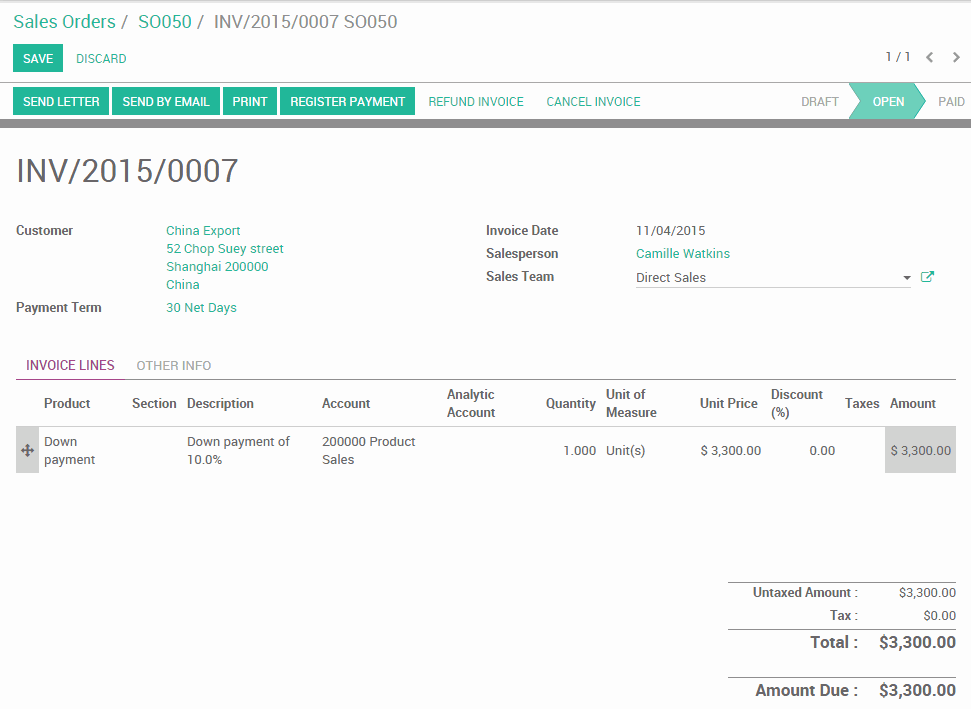 Sales Orders / SO050 / INV/2015/0007 SO050
SAVE DISCARD 1 / 1
SEND LETTER SEND BY EMAIL PRINT REGISTER PAYMENT REFUND INVOICE CANCEL INVOICE DRAFT OPEN PAID
INV/2015/0007
Customer China Export
52 Chop Suey street
Shanghai 200000
China
Payment Term 30 Net Days
Invoice Date 11/04/2015
Salesperson Camille Watkins
Sales Team Direct Sales
INVOICE LINES OTHER INFO
Product Section Description Account Analytic Account Quantity Unit of Measure Unit Price Discount (%) Taxes Amount
Down payment Down payment of 10.0% 200000 Product Sales 1.000 Unit(s) $ 3,300.00 0.00 $ 3,300.00
Untaxed Amount : $3,300.00
Tax : $0.00
Total : $3,300.00
Amount Due : $3,300.00